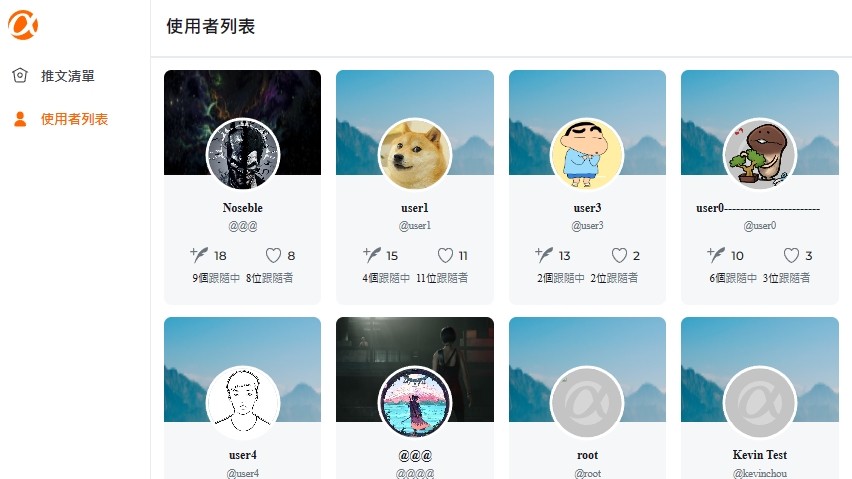 使用者列表
推文清單
使用者列表
Noseble
@@@
18 8
9個跟隨中 8位跟隨者
user1
@user1
15 11
4個跟隨中 11位跟隨者
user3
@user3
13 2
2個跟隨中 2位跟隨者
user0------------------------
@user0
10 3
6個跟隨中 3位跟隨者
user4
@user4
@@@
@@@@
root
@root
Kevin Test
@kevinchou